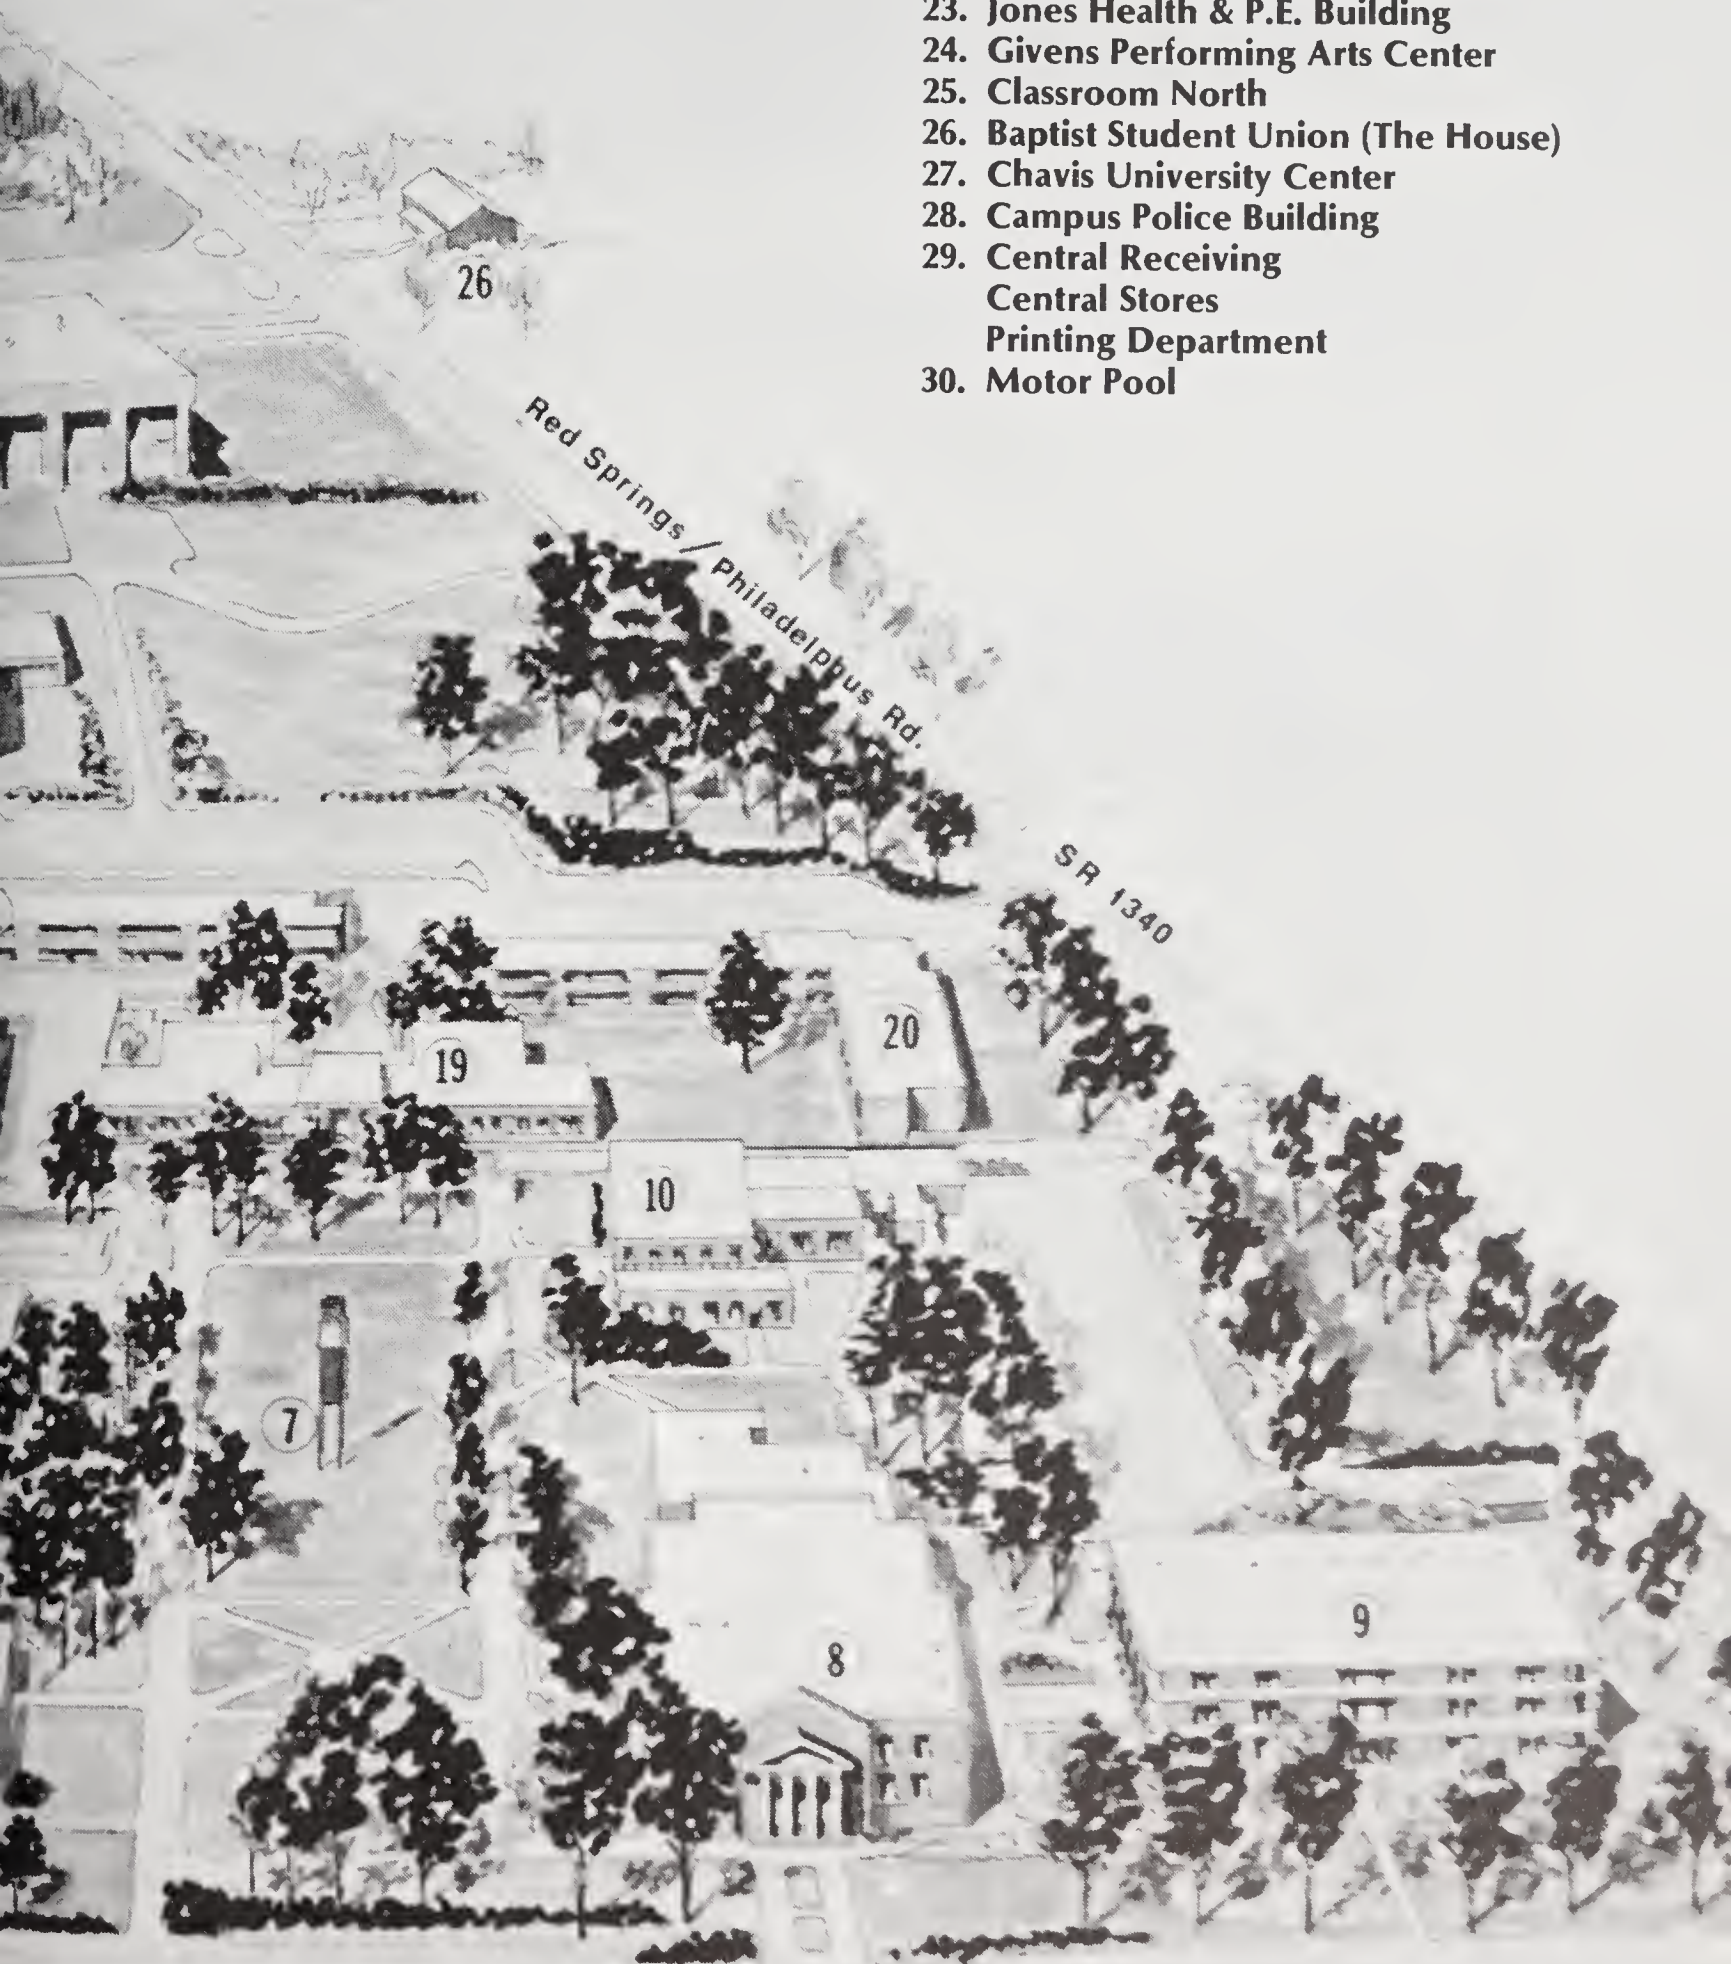 23. Jones Health & P.E. Building
24. Givens Performing Arts Center
25. Classroom North
26. Baptist Student Union (The House)
27. Chavis University Center
28. Campus Police Building
29. Central Receiving
Central Stores
Printing Department
30. Motor Pool
26
Red Springs / Philadelphus Rd.
SR 1340
20
19
10
7
9
8